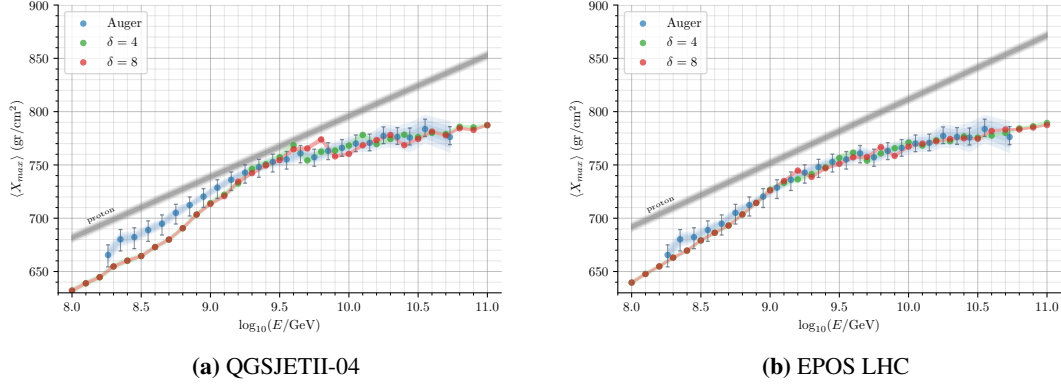 900
850
800
750
700
650
⟨X_max⟩ (gr/cm²)
Auger
δ = 4
δ = 8
proton
8.0 8.5 9.0 9.5 10.0 10.5 11.0
log₁₀(E/GeV)
(a) QGSJETII-04
900
850
800
750
700
650
⟨X_max⟩ (gr/cm²)
Auger
δ = 4
δ = 8
proton
8.0 8.5 9.0 9.5 10.0 10.5 11.0
log₁₀(E/GeV)
(b) EPOS LHC